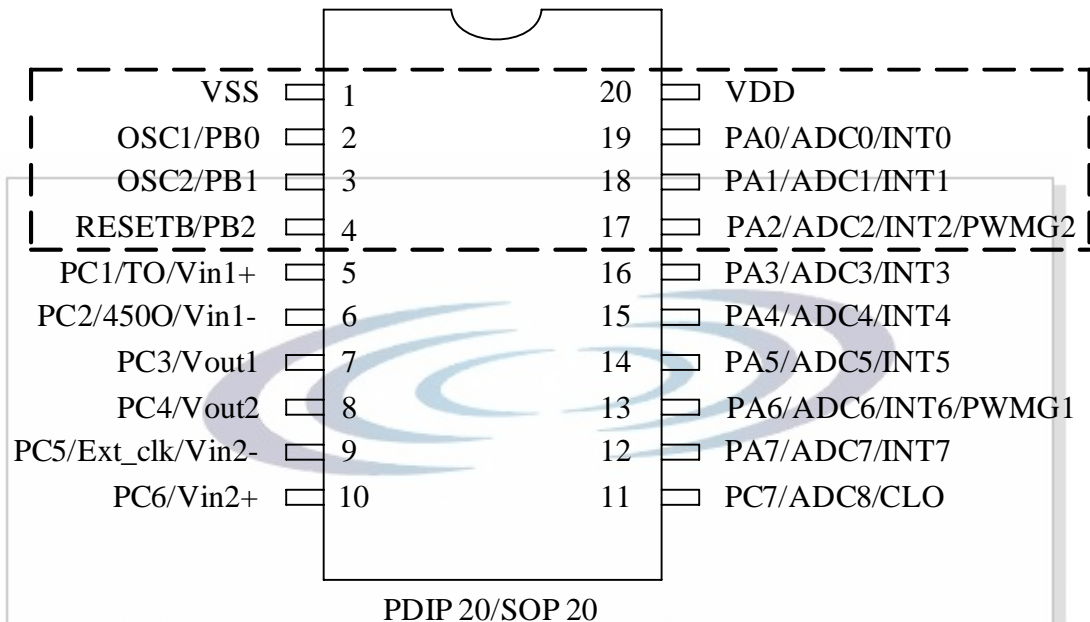 VSS 1 20 VDD
OSC1/PB0 2 19 PA0/ADC0/INT0
OSC2/PB1 3 18 PA1/ADC1/INT1
RESETB/PB2 4 17 PA2/ADC2/INT2/PWMG2
PC1/TO/Vin1+ 5 16 PA3/ADC3/INT3
PC2/450O/Vin1- 6 15 PA4/ADC4/INT4
PC3/Vout1 7 14 PA5/ADC5/INT5
PC4/Vout2 8 13 PA6/ADC6/INT6/PWMG1
PC5/Ext_clk/Vin2- 9 12 PA7/ADC7/INT7
PC6/Vin2+ 10 11 PC7/ADC8/CLO
PDIP 20/SOP 20